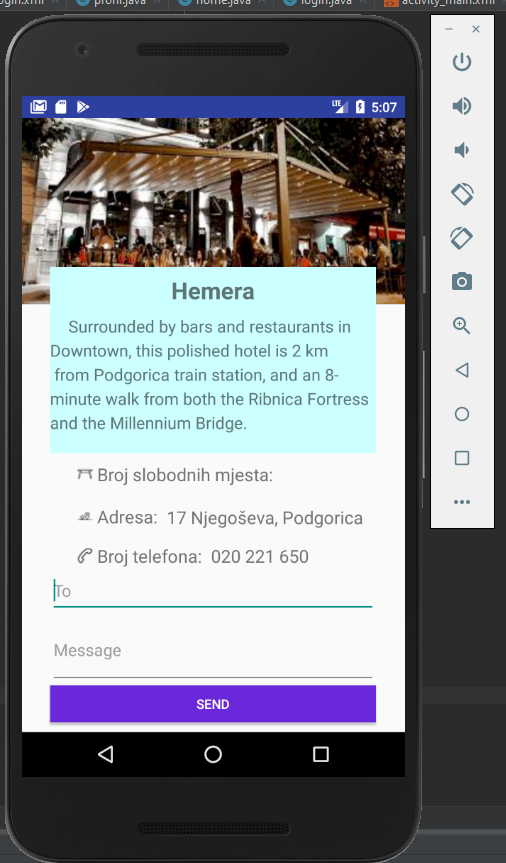 login.xml profil.java home.java login.java activity_main.xml
LTE 5:07
Hemera
Surrounded by bars and restaurants in
Downtown, this polished hotel is 2 km
from Podgorica train station, and an 8-
minute walk from both the Ribnica Fortress
and the Millennium Bridge.
Broj slobodnih mjesta:
Adresa: 17 Njegoševa, Podgorica
Broj telefona: 020 221 650
To
Message
SEND